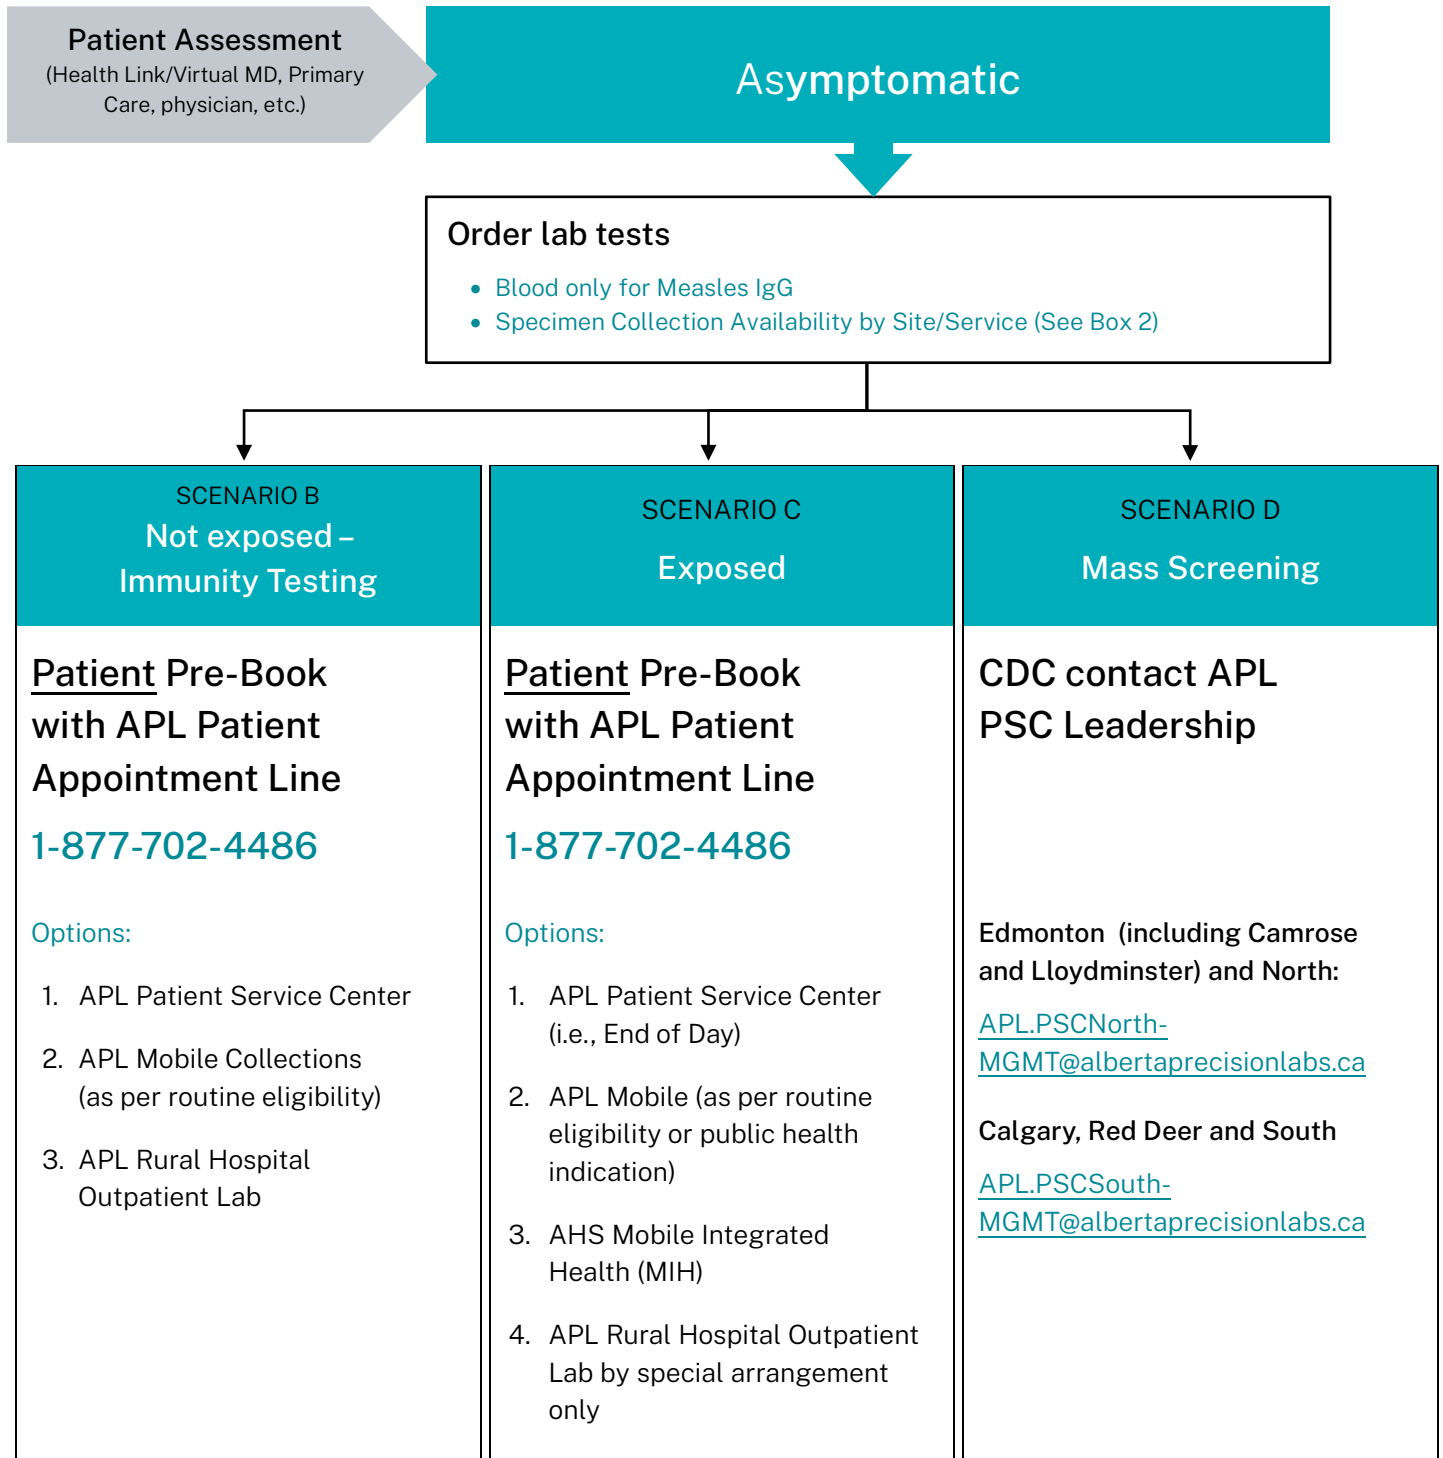 Patient Assessment
(Health Link/Virtual MD, Primary
Care, physician, etc.)
Asymptomatic
Order lab tests
• Blood only for Measles IgG
• Specimen Collection Availability by Site/Service (See Box 2)
SCENARIO B
Not exposed –
Immunity Testing
Patient Pre-Book
with APL Patient
Appointment Line
1-877-702-4486
Options:
1. APL Patient Service Center
2. APL Mobile Collections
(as per routine eligibility)
3. APL Rural Hospital
Outpatient Lab
SCENARIO C
Exposed
Patient Pre-Book
with APL Patient
Appointment Line
1-877-702-4486
Options:
1. APL Patient Service Center
(i.e., End of Day)
2. APL Mobile (as per routine
eligibility or public health
indication)
3. AHS Mobile Integrated
Health (MIH)
4. APL Rural Hospital Outpatient
Lab by special arrangement
only
SCENARIO D
Mass Screening
CDC contact APL
PSC Leadership
Edmonton (including Camrose
and Lloydminster) and North:
APL.PSCNorth-
MGMT@albertaprecisionlabs.ca
Calgary, Red Deer and South
APL.PSCSouth-
MGMT@albertaprecisionlabs.ca